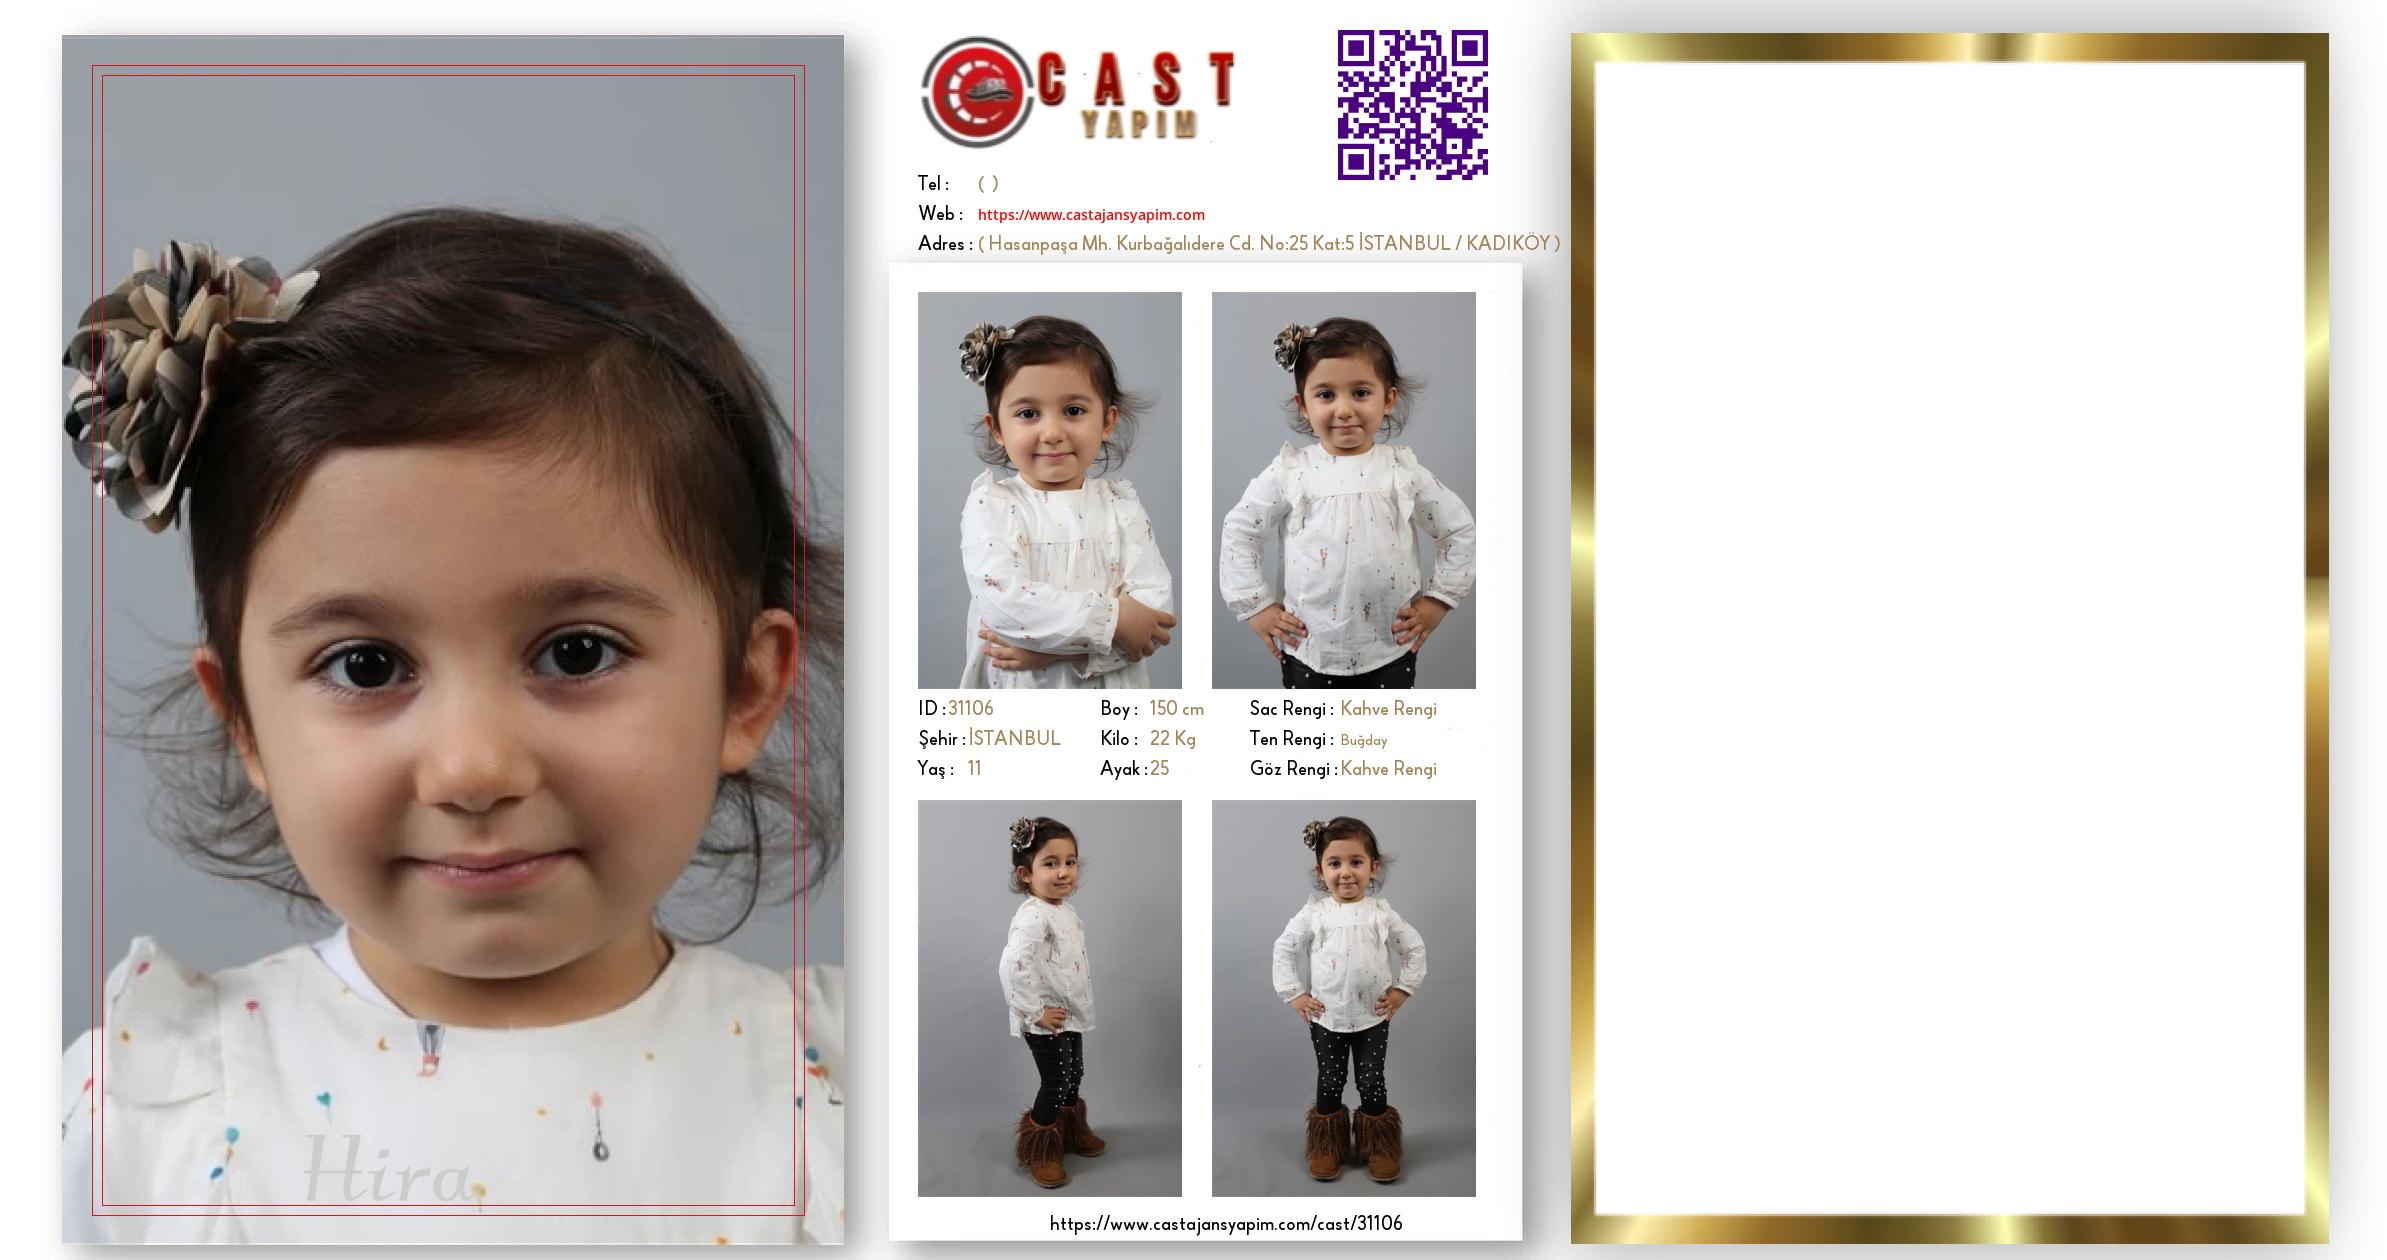 CAST
YAPIM
Tel : ( )
Web : https://www.castajansyapim.com
Adres : ( Hasanpaşa Mh. Kurbağalıdere Cd. No:25 Kat:5 İSTANBUL / KADIKÖY )
ID : 31106 Boy : 150 cm Sac Rengi : Kahve Rengi
Şehir : İSTANBUL Kilo : 22 Kg Ten Rengi : Buğday
Yaş : 11 Ayak : 25 Göz Rengi : Kahve Rengi
Hira
https://www.castajansyapim.com/cast/31106